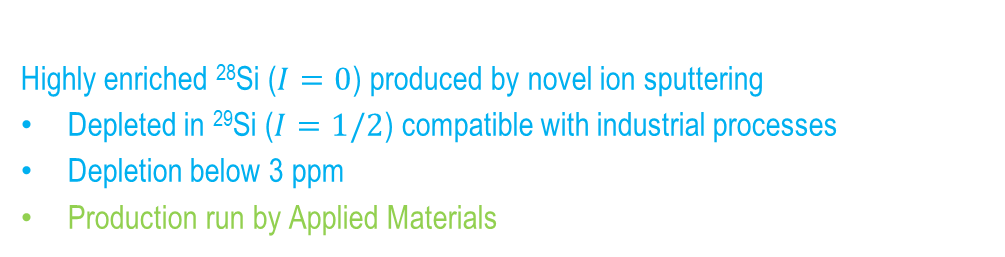 Highly enriched ²⁸Si (𝐼 = 0) produced by novel ion sputtering
• Depleted in ²⁹Si (𝐼 = 1/2) compatible with industrial processes
• Depletion below 3 ppm
• Production run by Applied Materials